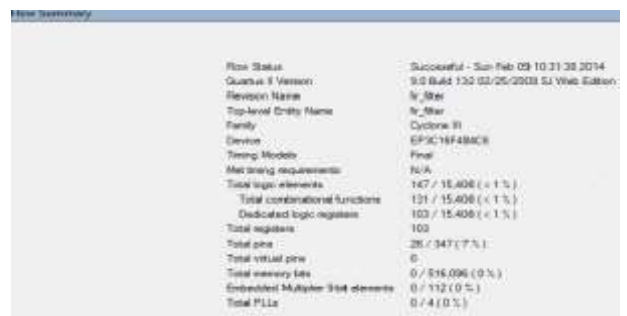 Flow Summary
Flow Status Successful - Sun Feb 09 10:31:38 2014
Quartus II Version 9.0 Build 132 02/25/2009 SJ Web Edition
Revision Name fir_filter
Top-level Entity Name fir_filter
Family Cyclone III
Device EP3C16F484C6
Timing Models Final
Met timing requirements N/A
Total logic elements 147 / 15,408 ( < 1 % )
Total combinational functions 131 / 15,408 ( < 1 % )
Dedicated logic registers 103 / 15,408 ( < 1 % )
Total registers 103
Total pins 28 / 347 ( 7 % )
Total virtual pins 0
Total memory bits 0 / 516,096 ( 0 % )
Embedded Multiplier 9-bit elements 0 / 112 ( 0 % )
Total PLLs 0 / 4 ( 0 % )